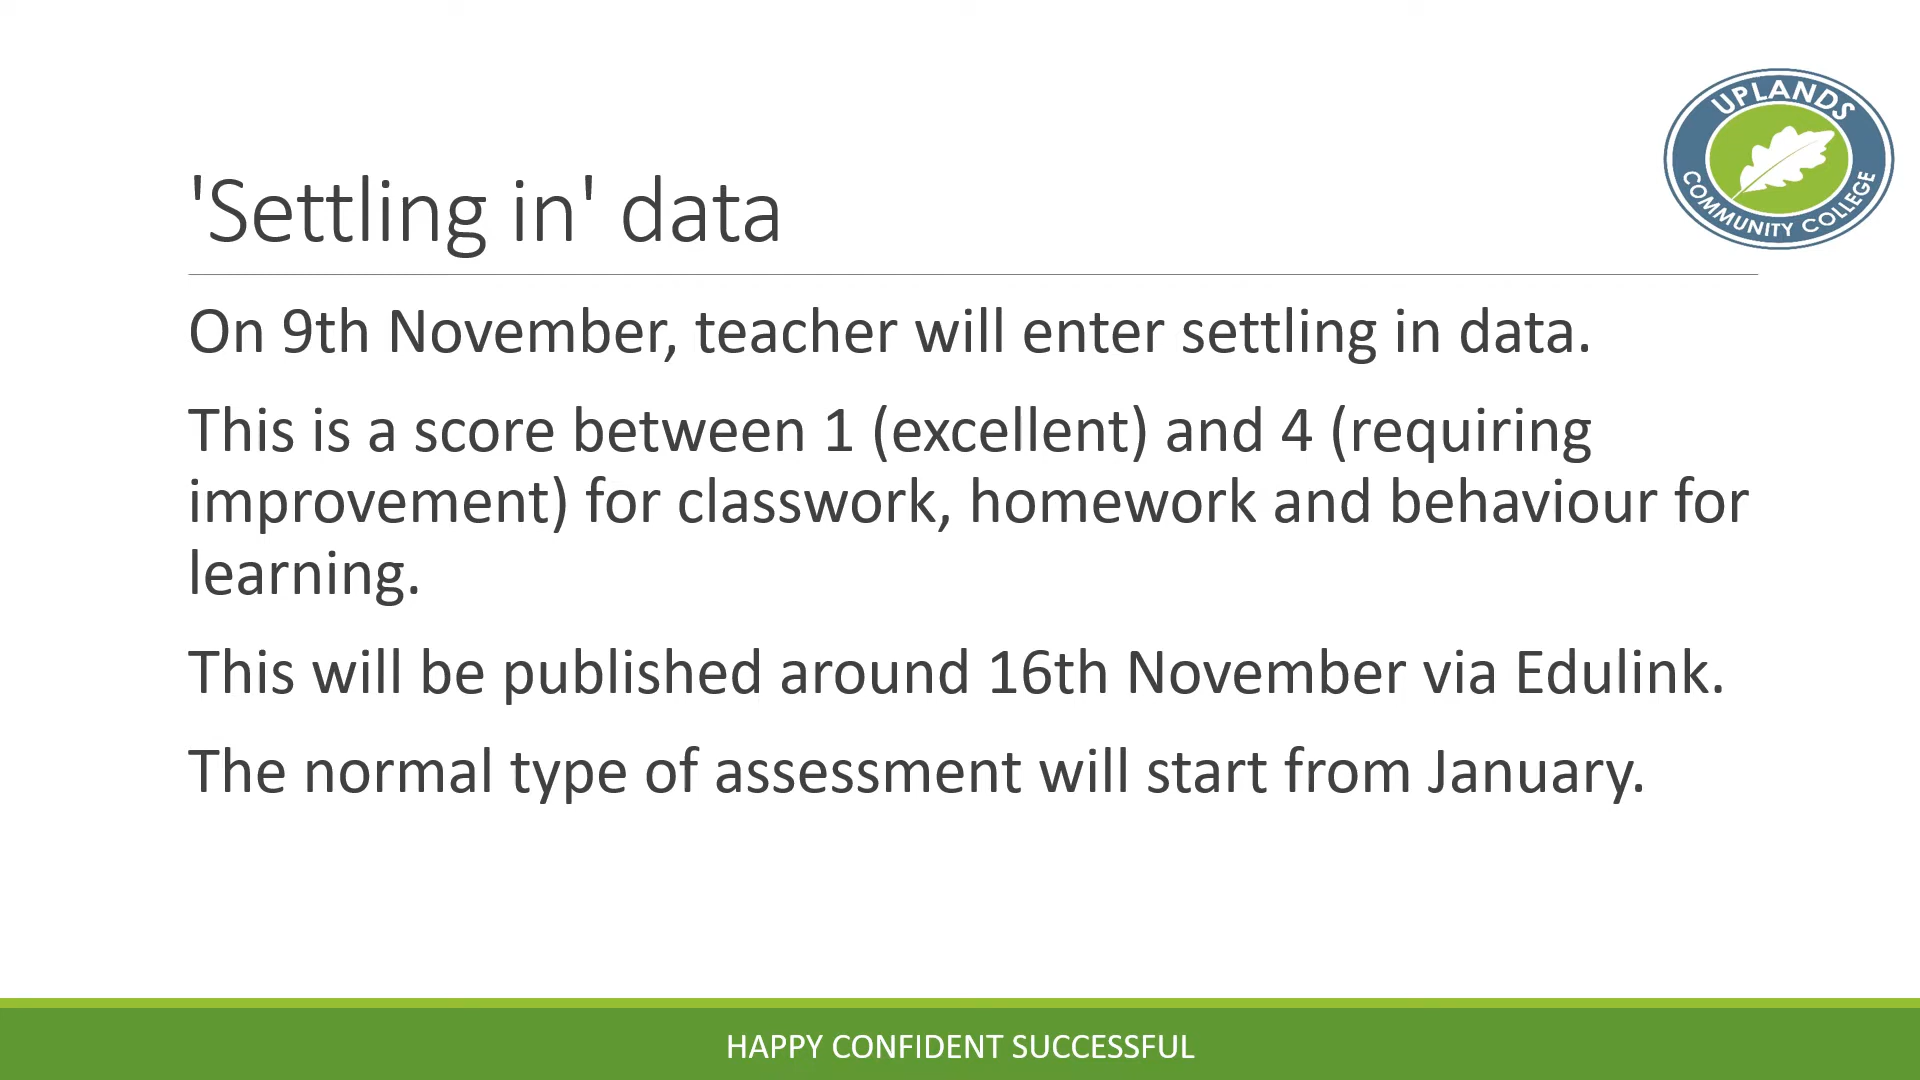 UPLANDS
COMMUNITY COLLEGE
'Settling in' data
On 9th November, teacher will enter settling in data.
This is a score between 1 (excellent) and 4 (requiring
improvement) for classwork, homework and behaviour for
learning.
This will be published around 16th November via Edulink.
The normal type of assessment will start from January.
HAPPY CONFIDENT SUCCESSFUL